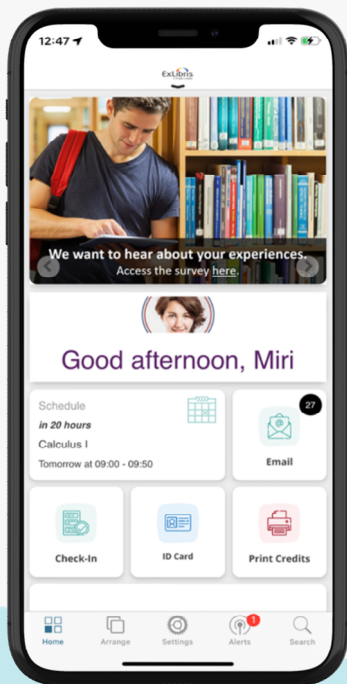 12:47
ExLibris
We want to hear about your experiences.
Access the survey here.
Good afternoon, Miri
Schedule
in 20 hours
Calculus I
Tomorrow at 09:00 - 09:50
27
Email
Check-In
ID Card
Print Credits
1
Home
Arrange
Settings
Alerts
Search